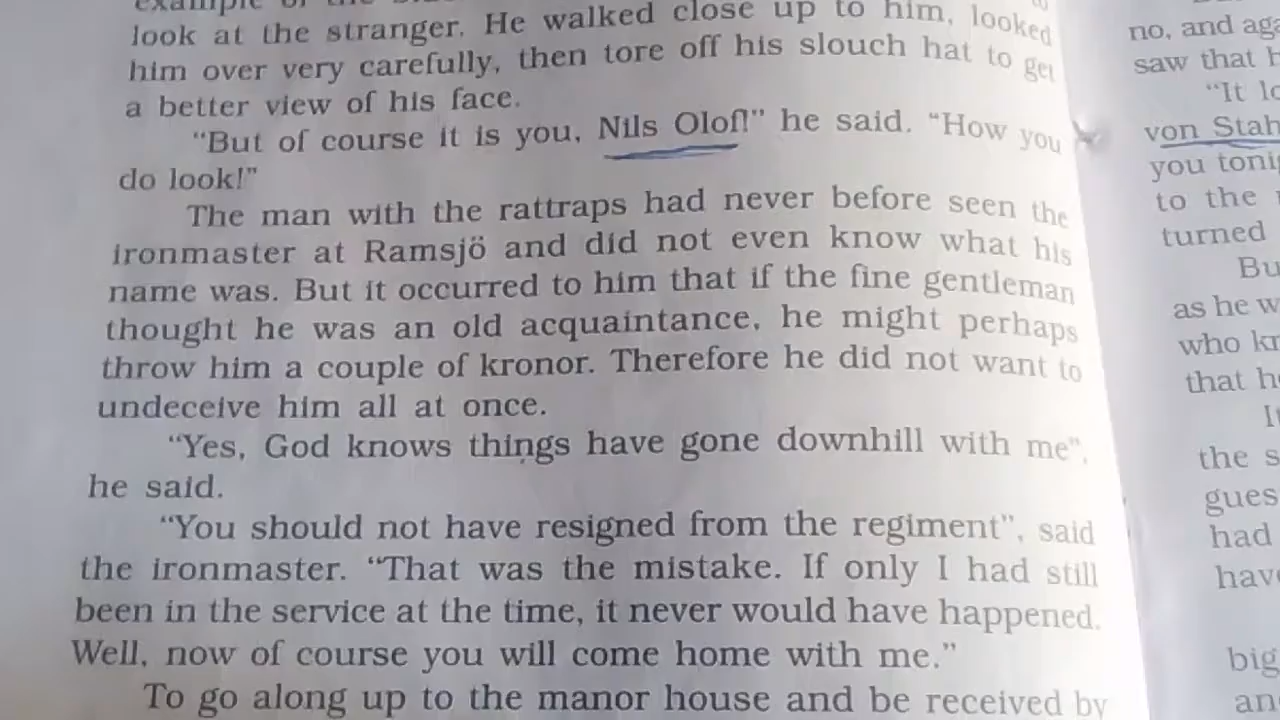 example of the
look at the stranger. He walked close up to him, looked
him over very carefully, then tore off his slouch hat to get
a better view of his face.
“But of course it is you, Nils Olof!” he said. “How you
do look!”
The man with the rattraps had never before seen the
ironmaster at Ramsjö and did not even know what his
name was. But it occurred to him that if the fine gentleman
thought he was an old acquaintance, he might perhaps
throw him a couple of kronor. Therefore he did not want to
undeceive him all at once.
“Yes, God knows things have gone downhill with me”,
he said.
“You should not have resigned from the regiment”, said
the ironmaster. “That was the mistake. If only I had still
been in the service at the time, it never would have happened.
Well, now of course you will come home with me.”
To go along up to the manor house and be received by
no, and
saw that
“It
von
you
to the
turned
as he
who
that
the
had
big